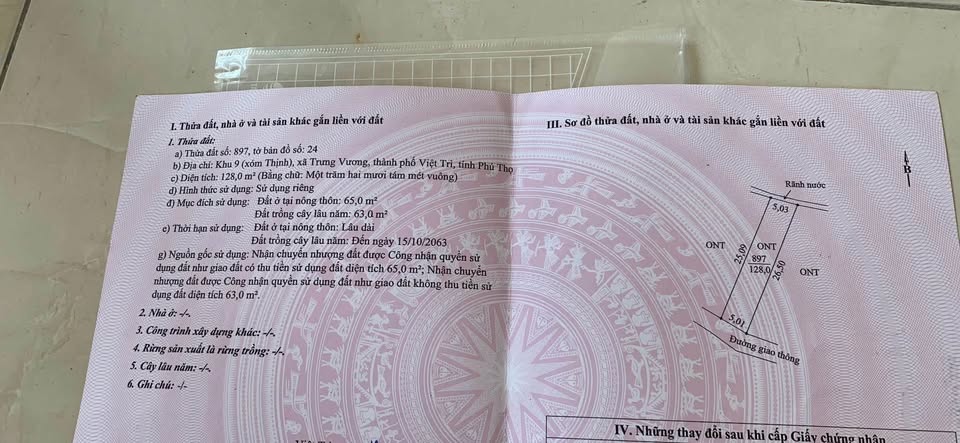 I. Thửa đất, nhà ở và tài sản khác gắn liền với đất
1. Thửa đất:
a) Thửa đất số: 897, tờ bản đồ số: 24
b) Địa chỉ: Khu 9 (xóm Thịnh), xã Trưng Vương, thành phố Việt Trì, tỉnh Phú Thọ
c) Diện tích: 128,0 m² (Bằng chữ: Một trăm hai mươi tám mét vuông)
d) Hình thức sử dụng: Sử dụng riêng
đ) Mục đích sử dụng: Đất ở tại nông thôn: 65,0 m²
Đất trồng cây lâu năm: 63,0 m²
e) Thời hạn sử dụng: Đất ở tại nông thôn: Lâu dài
Đất trồng cây lâu năm: Đến ngày 15/10/2063
g) Nguồn gốc sử dụng: Nhận chuyển nhượng đất được Công nhận quyền sử
dụng đất như giao đất có thu tiền sử dụng đất diện tích 65,0 m²; Nhận chuyển
nhượng đất được Công nhận quyền sử dụng đất như giao đất không thu tiền sử
dụng đất diện tích 63,0 m².
2. Nhà ở: -/-
3. Công trình xây dựng khác: -/-
4. Rừng sản xuất là rừng trồng: -/-
5. Cây lâu năm: -/-
6. Ghi chú: -/-
III. Sơ đồ thửa đất, nhà ở và tài sản khác gắn liền với đất
B
Rãnh nước
5,03
ONT
25,09
ONT
897
128,0
26,50
ONT
5,01
Đường giao thông
IV. Những thay đổi sau khi cấp Giấy chứng nhận